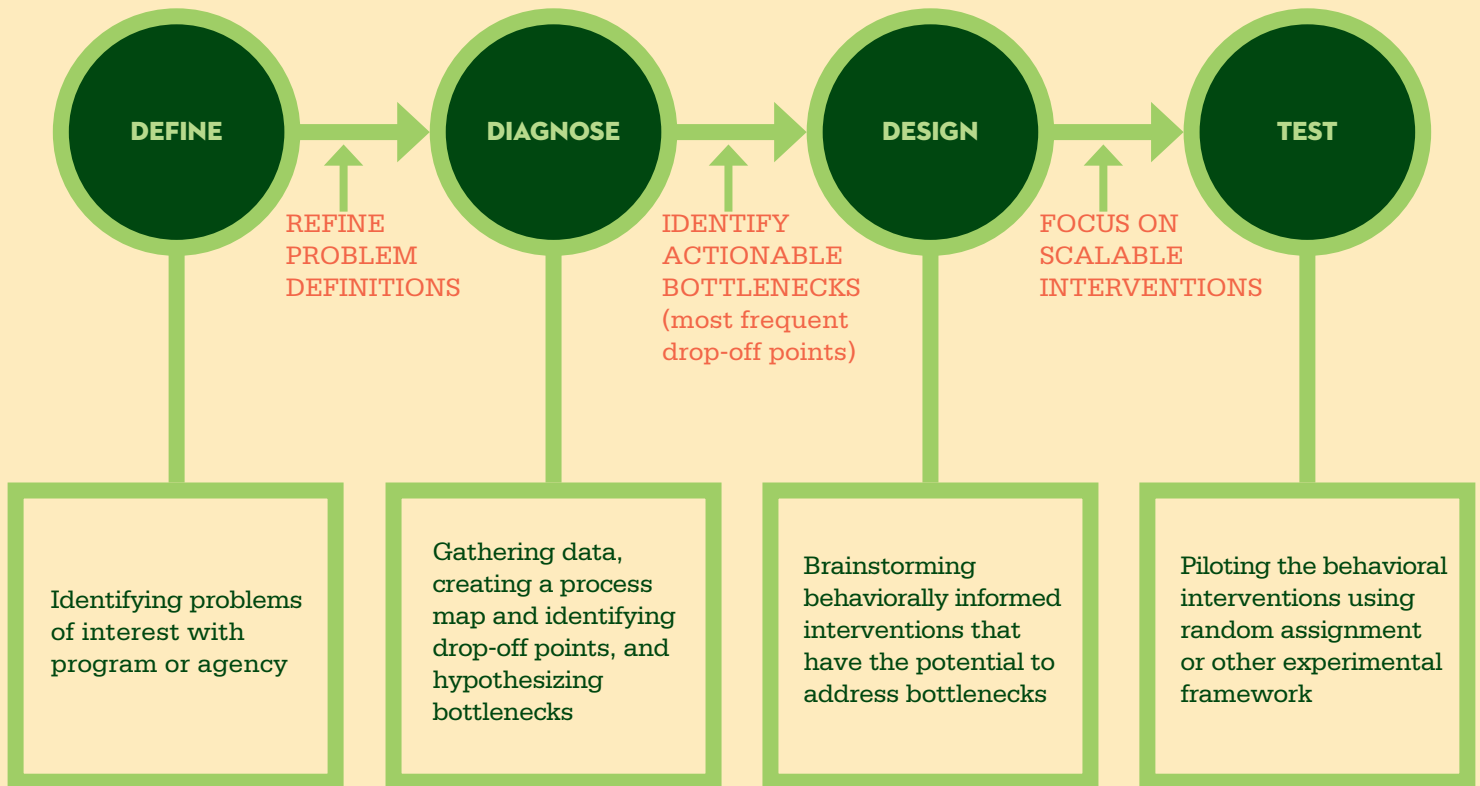 DEFINE
DIAGNOSE
DESIGN
TEST
REFINE
PROBLEM
DEFINITIONS
IDENTIFY
ACTIONABLE
BOTTLENECKS
(most frequent
drop-off points)
FOCUS ON
SCALABLE
INTERVENTIONS
Identifying problems
of interest with
program or agency
Gathering data,
creating a process
map and identifying
drop-off points, and
hypothesizing
bottlenecks
Brainstorming
behaviorally informed
interventions that
have the potential to
address bottlenecks
Piloting the behavioral
interventions using
random assignment
or other experimental
framework